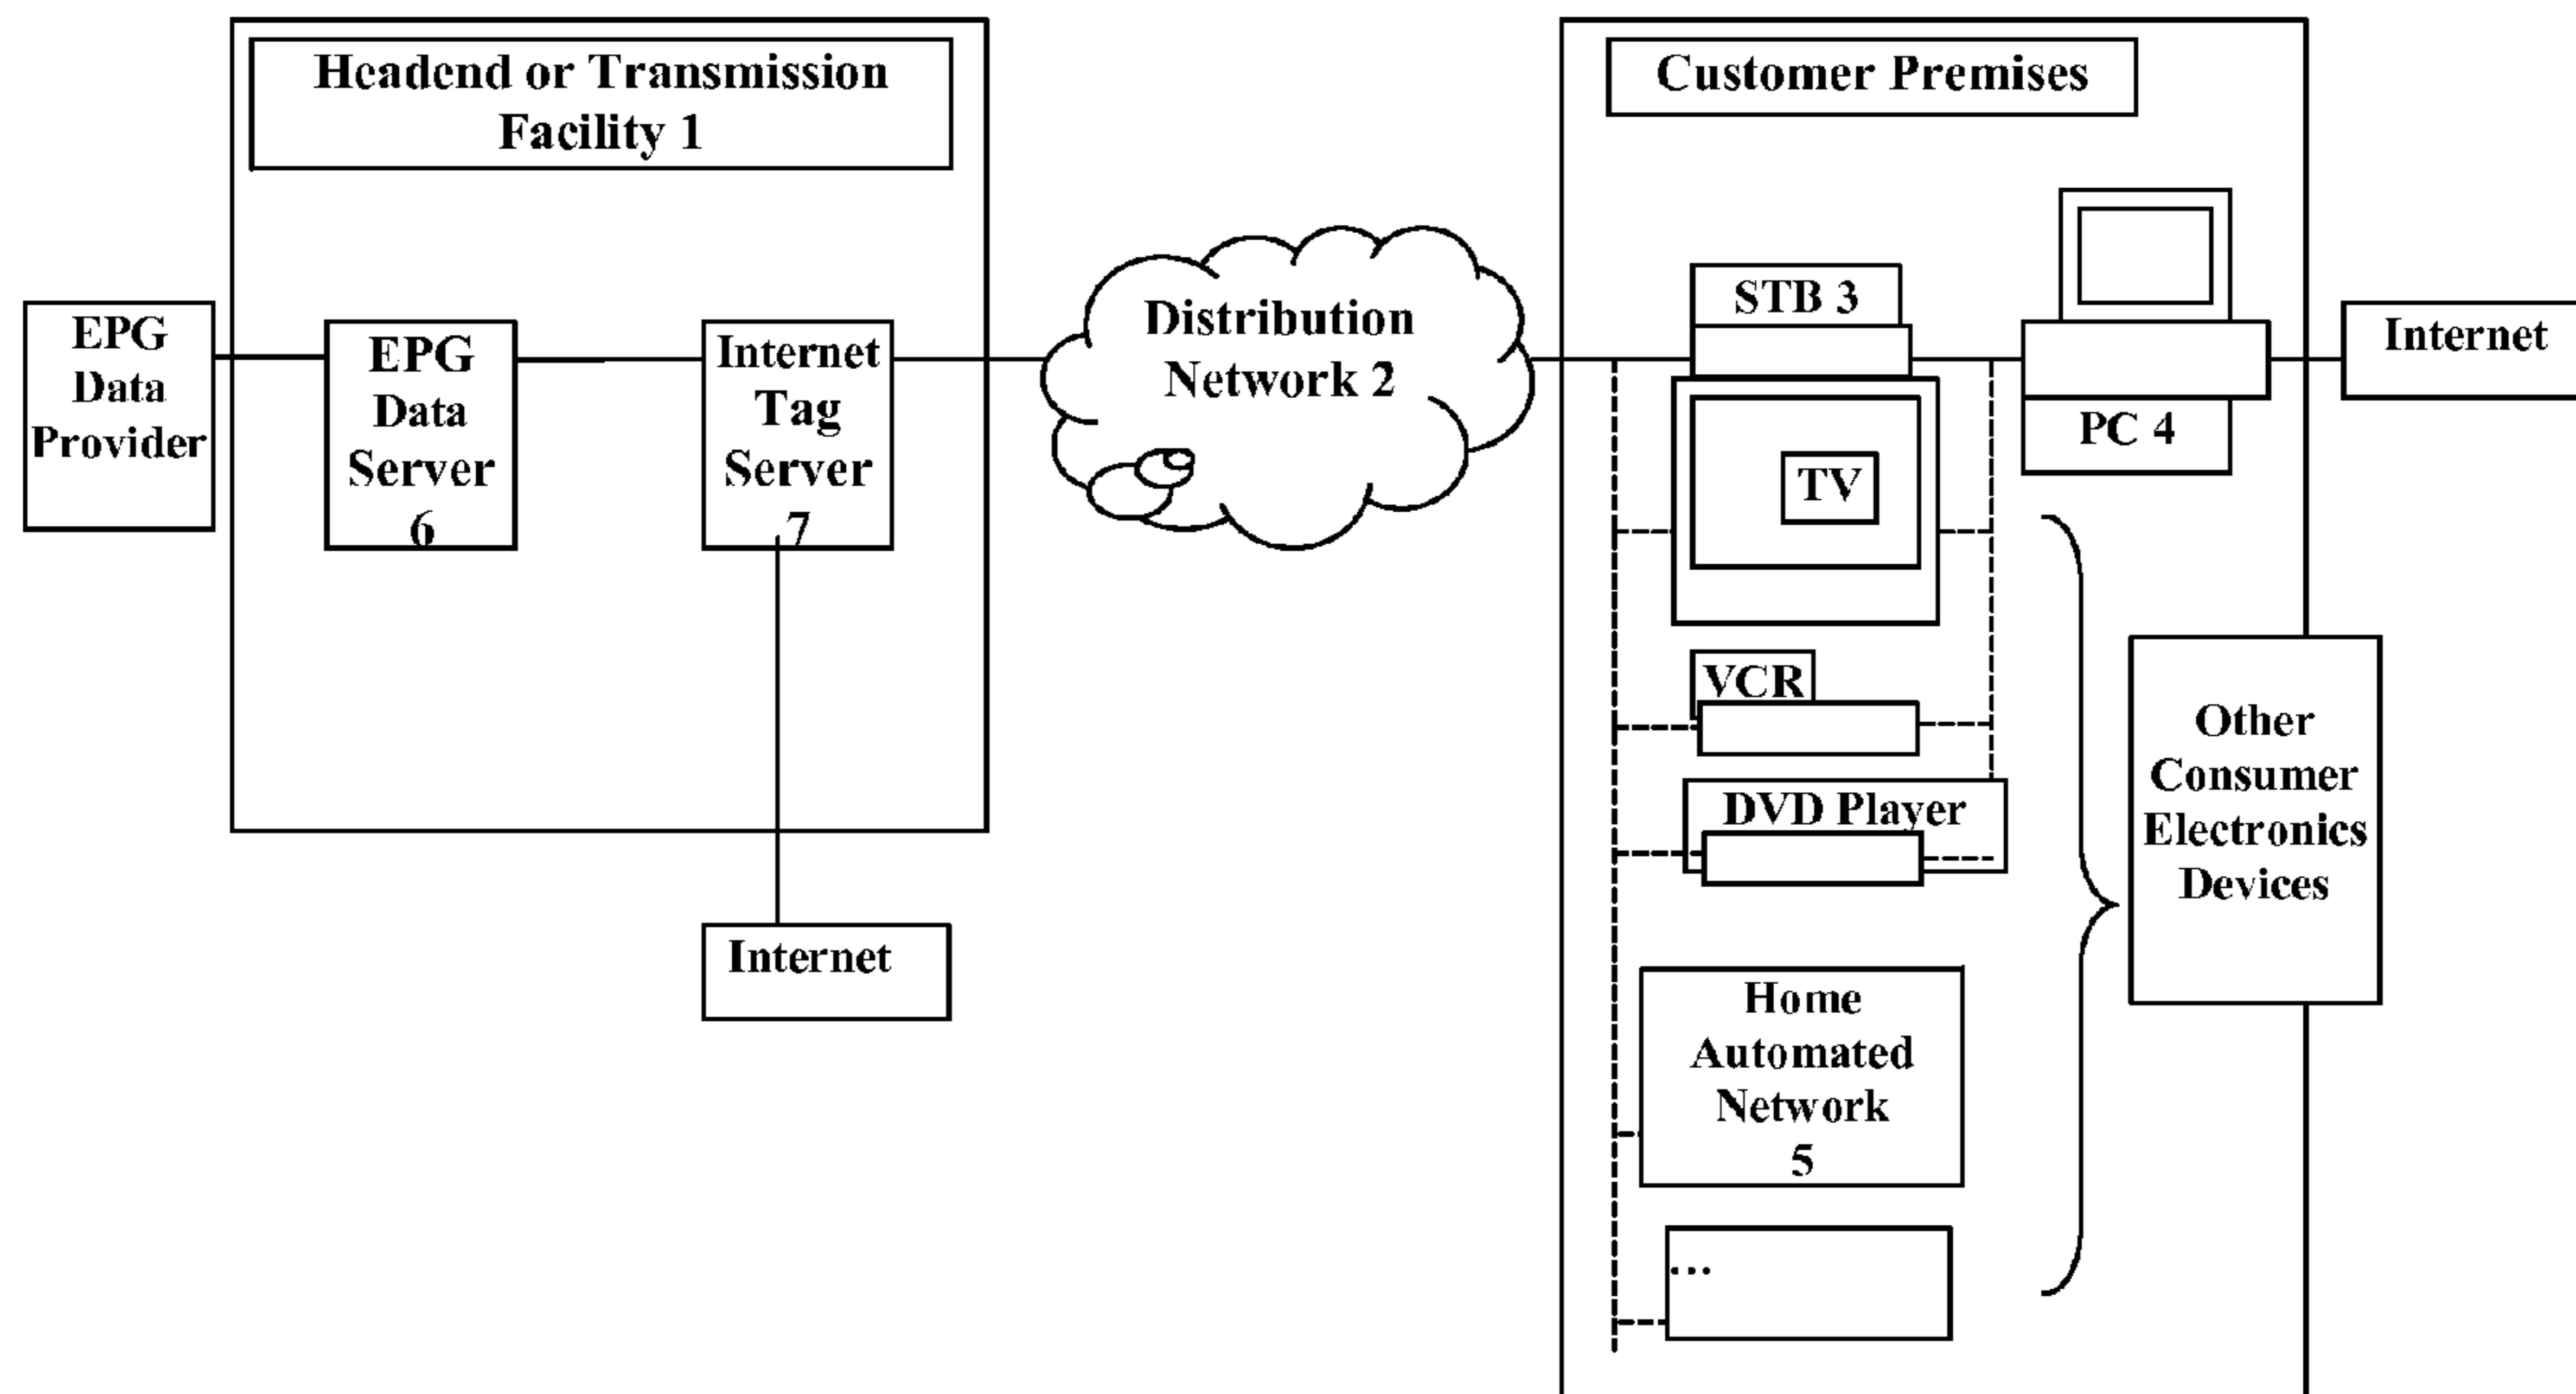 Headend or Transmission
Facility 1
Customer Premises
EPG
Data
Provider
EPG
Data
Server
6
Internet
Tag
Server
7
Internet
Distribution
Network 2
STB 3
TV
VCR
DVD Player
Home
Automated
Network
5
...
PC 4
Internet
Other
Consumer
Electronics
Devices